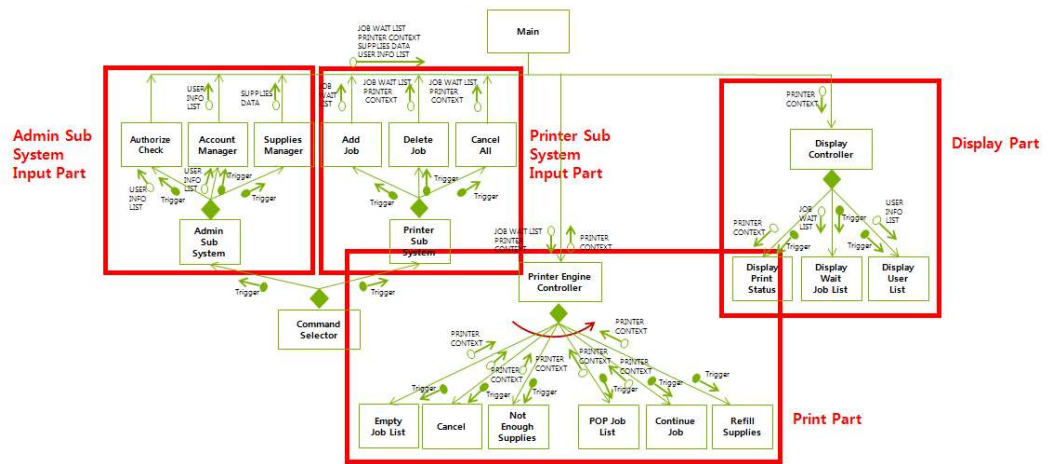 Main
JOB WAIT LIST
PRINTER CONTEXT
SUPPLIES DATA
USER INFO LIST
Admin Sub
System
Input Part
USER
INFO
LIST
SUPPLIES
DATA
Authorize
Check
Account
Manager
Supplies
Manager
USER
INFO
LIST
Trigger
USER
INFO
LIST
Trigger
Trigger
Admin
Sub
System
JOB
WAIT
LIST
JOB WAIT LIST
PRINTER
CONTEXT
JOB WAIT LIST
PRINTER
CONTEXT
Add
Job
Delete
Job
Cancel
All
Printer Sub
System
Input Part
Trigger
Trigger
Trigger
Printer
Sub
System
Trigger
Trigger
Command
Selector
PRINTER
CONTEXT
Display
Controller
Display Part
PRINTER
CONTEXT
Trigger
JOB
WAIT
LIST
Trigger
USER
INFO
LIST
Trigger
Display
Print
Status
Display
Wait
Job List
Display
User
List
JOB WAIT LIST
PRINTER
CONTEXT
PRINTER
CONTEXT
Printer Engine
Controller
PRINTER
CONTEXT
PRINTER
CONTEXT
PRINTER
CONTEXT
PRINTER
CONTEXT
PRINTER
CONTEXT
PRINTER
CONTEXT
Trigger
Trigger
Trigger
Trigger
Trigger
Trigger
Empty
Job List
Cancel
Not
Enough
Supplies
POP Job
List
Continue
Job
Refill
Supplies
Print Part